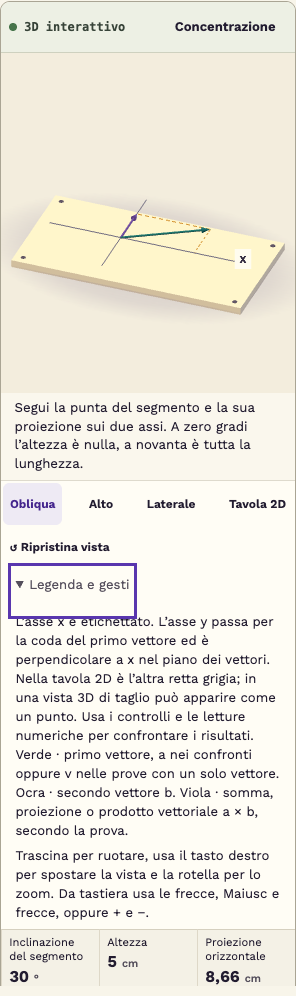 3D interattivo Concentrazione
x
Segui la punta del segmento e la sua
proiezione sui due assi. A zero gradi
l’altezza è nulla, a novanta è tutta la
lunghezza.
Obliqua Alto Laterale Tavola 2D
↺ Ripristina vista
▼ Legenda e gesti
L’asse x è etichettato. L’asse y passa per
la coda del primo vettore ed è
perpendicolare a x nel piano dei vettori.
Nella tavola 2D è l’altra retta grigia; in
una vista 3D di taglio può apparire come
un punto. Usa i controlli e le letture
numeriche per confrontare i risultati.
Verde · primo vettore, a nei confronti
oppure v nelle prove con un solo vettore.
Ocra · secondo vettore b. Viola · somma,
proiezione o prodotto vettoriale a × b,
secondo la prova.
Trascina per ruotare, usa il tasto destro
per spostare la vista e la rotella per lo
zoom. Da tastiera usa le frecce, Maiusc e
frecce, oppure + e −.
Inclinazione
del segmento
30 °
Altezza
5 cm
Proiezione
orizzontale
8,66 cm